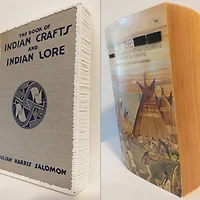 THE BOOK OF
INDIAN CRAFTS
AND
INDIAN LORE
JULIAN HARRIS SALOMON